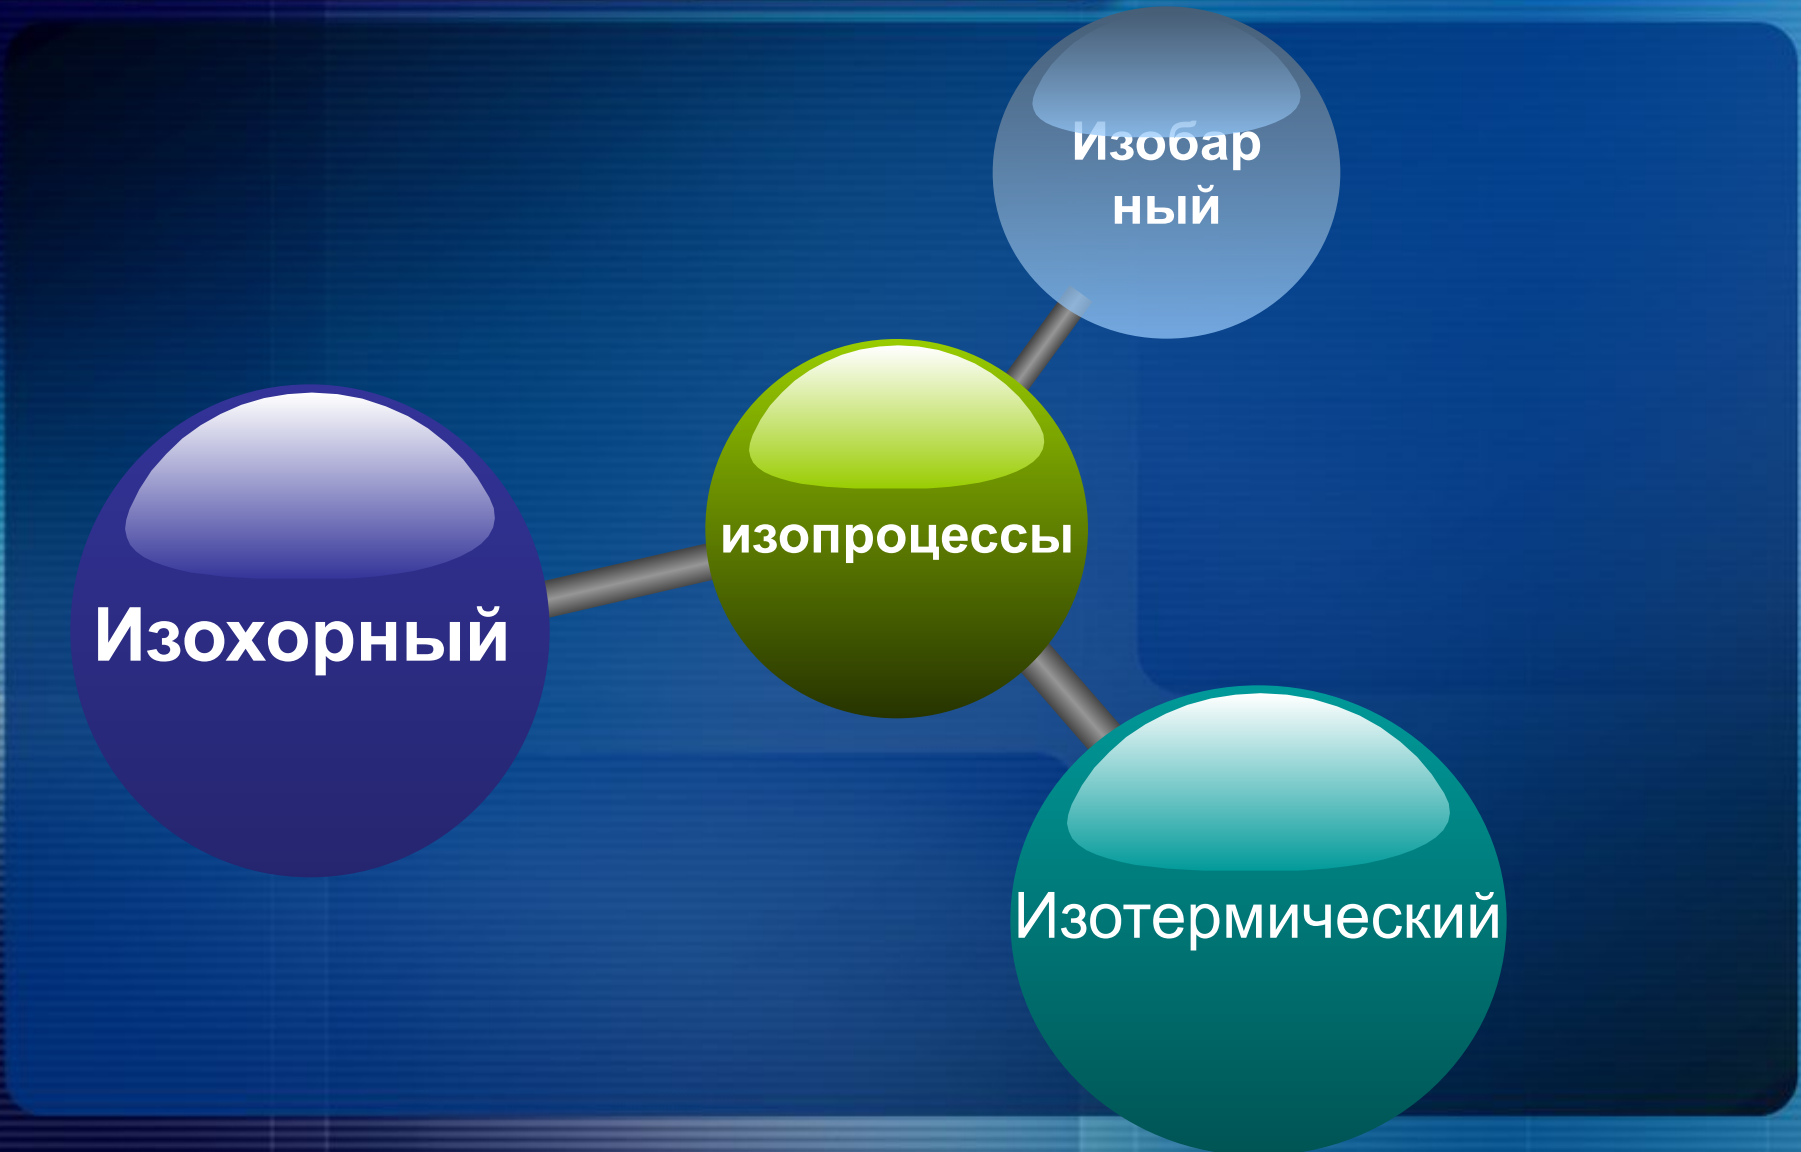 Изобар
ный
изопроцессы
Изохорный
Изотермический